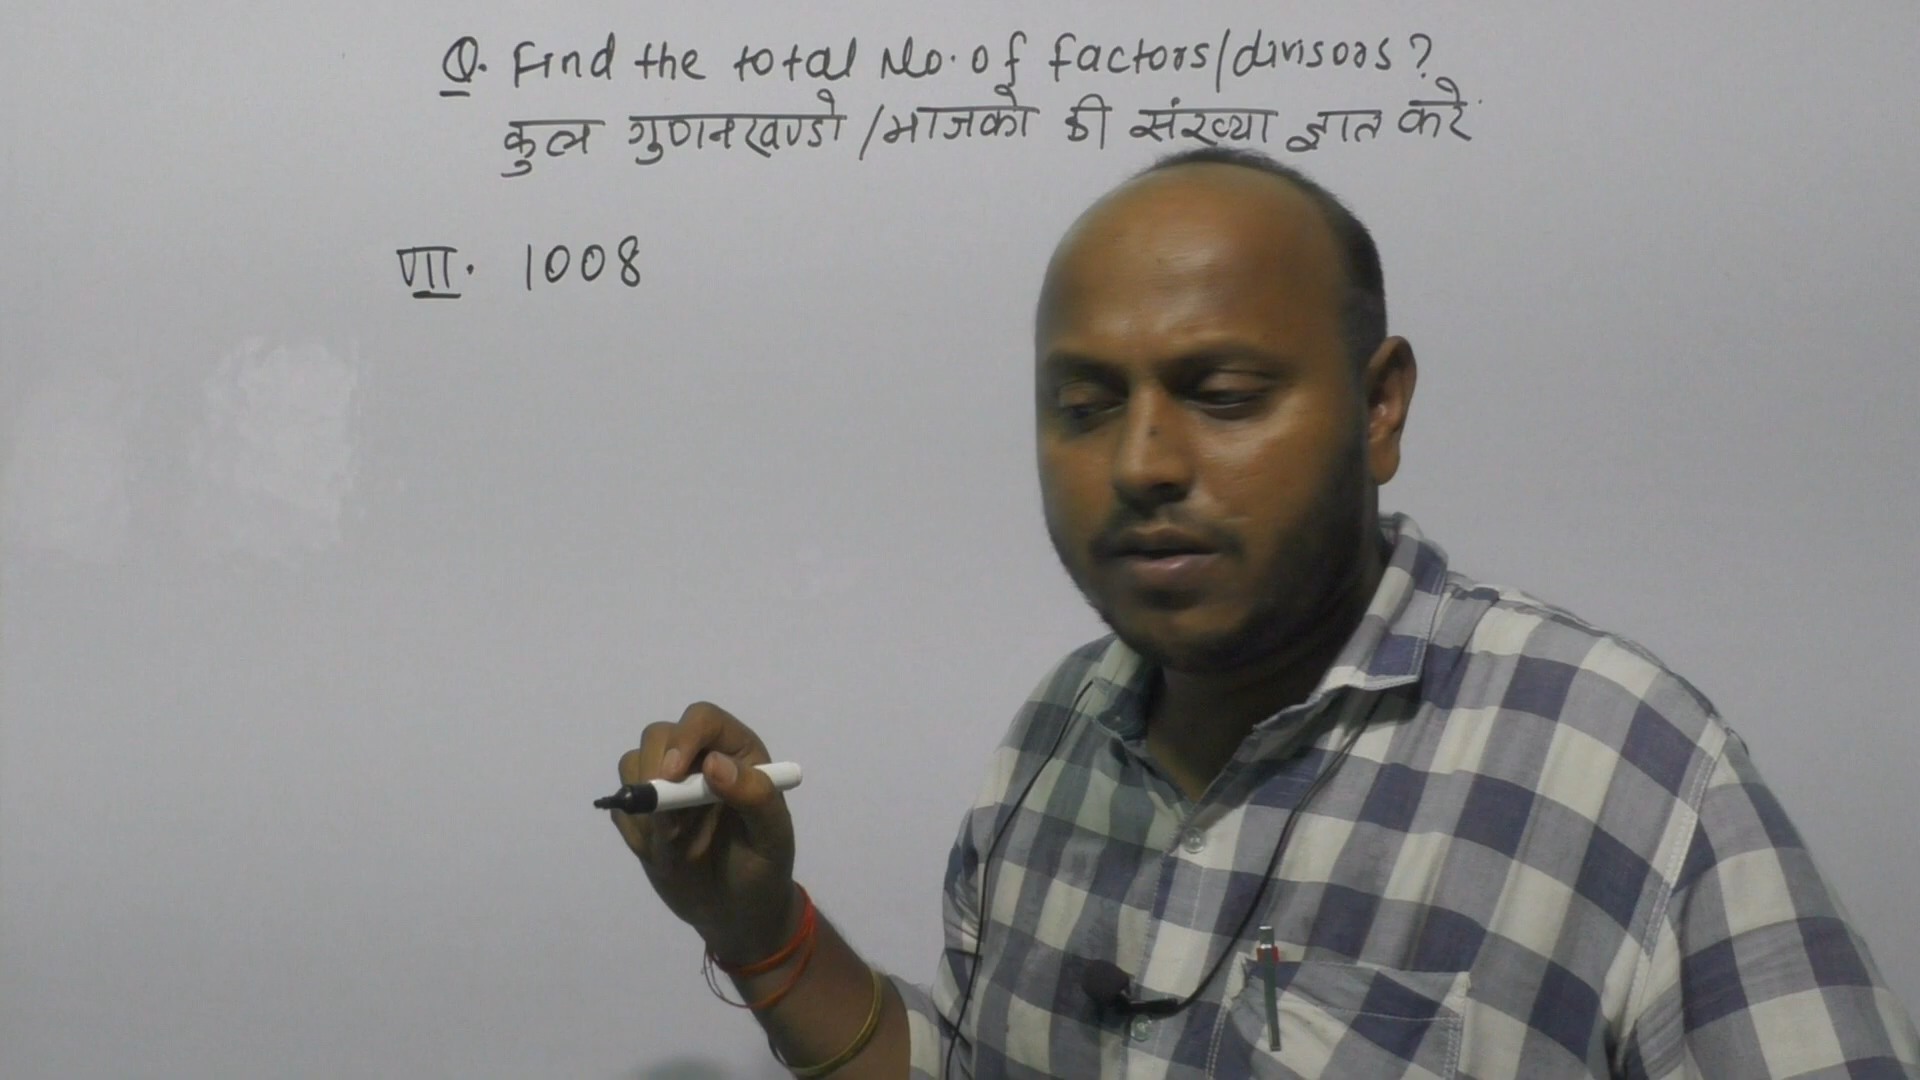 Q. Find the total No. of factors/divisors?
कुल गुणनखण्डो/भाजको की संख्या ज्ञात करे
VII. 1008